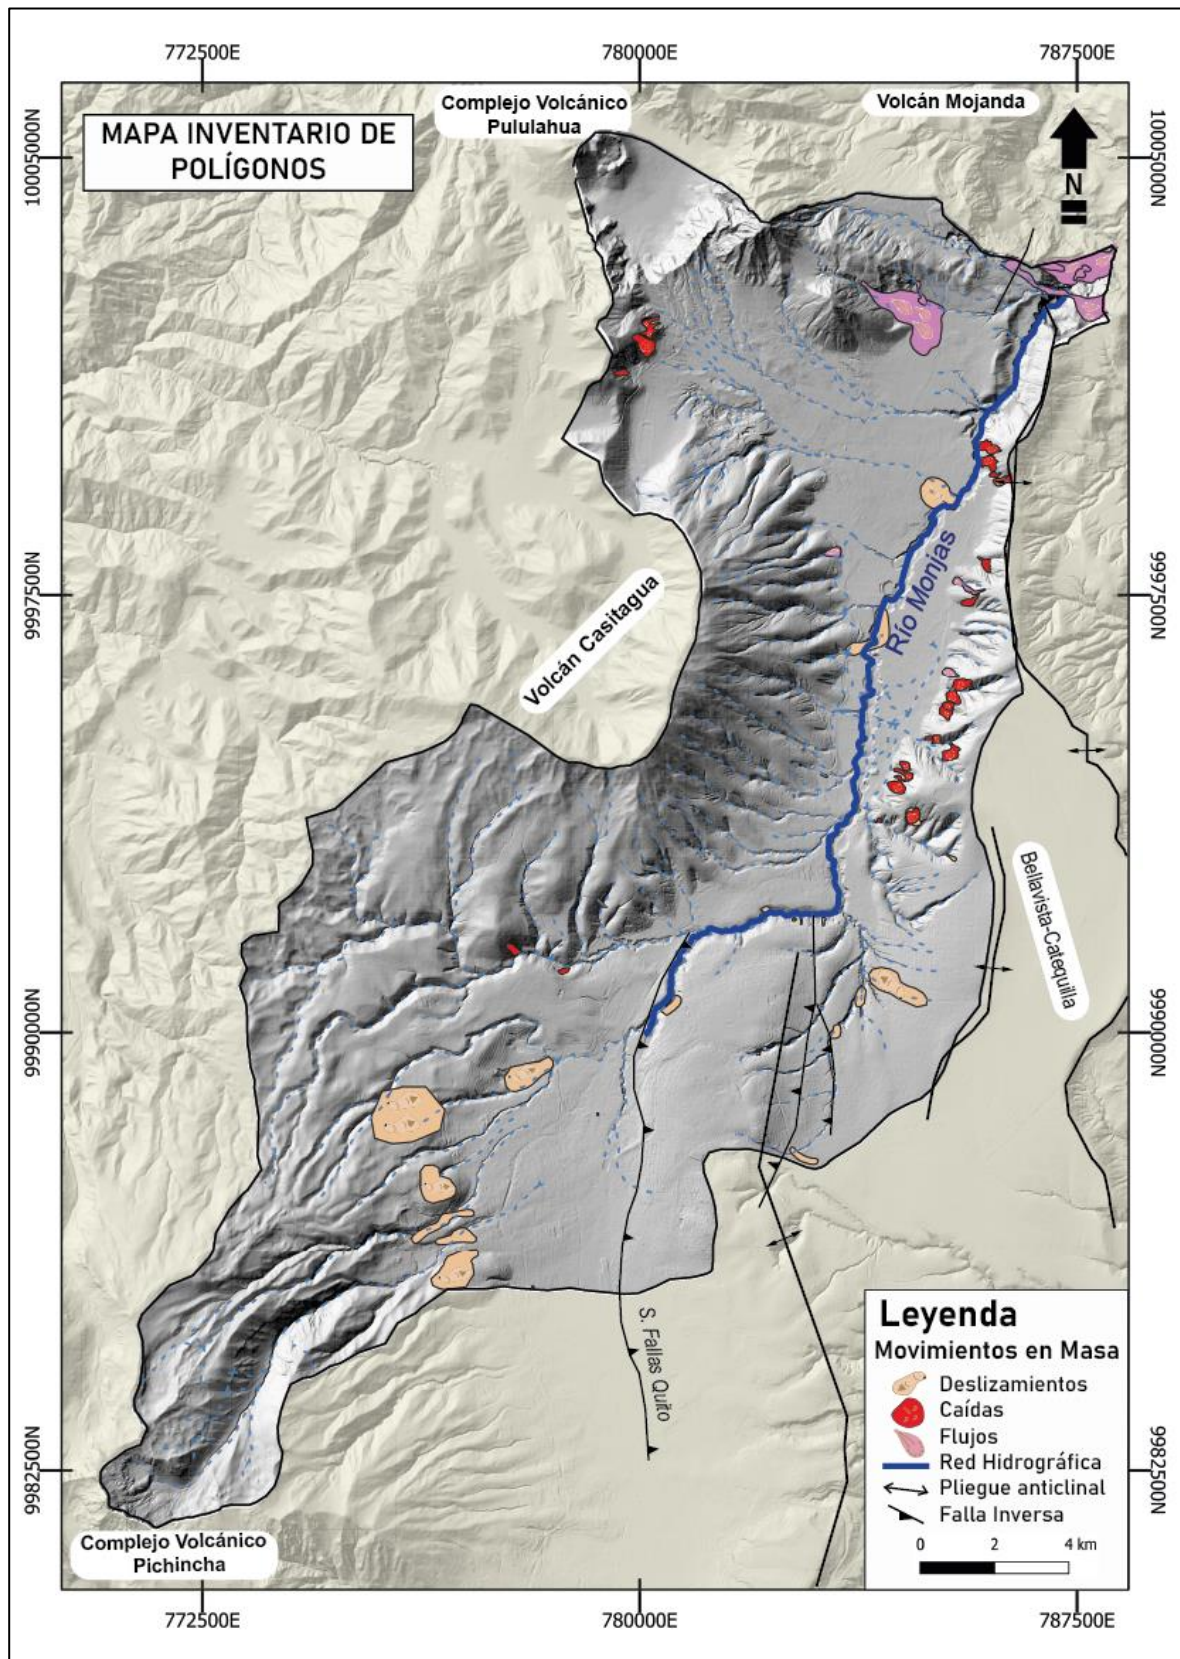 772500E
780000E
787500E
Complejo Volcánico
Pululahua
Volcán Mojanda
MAPA INVENTARIO DE
POLÍGONOS
10005000N
10005000N
N
9997500N
9997500N
Río Monjas
Volcán Casitagua
Bellavista-Catequilla
9990000N
9990000N
S. Fallas Quito
Leyenda
Movimientos en Masa
Deslizamientos
Caídas
Flujos
Red Hidrográfica
Pliegue anticlinal
Falla Inversa
0 2 4 km
9982500N
9982500N
Complejo Volcánico
Pichincha
772500E
780000E
787500E